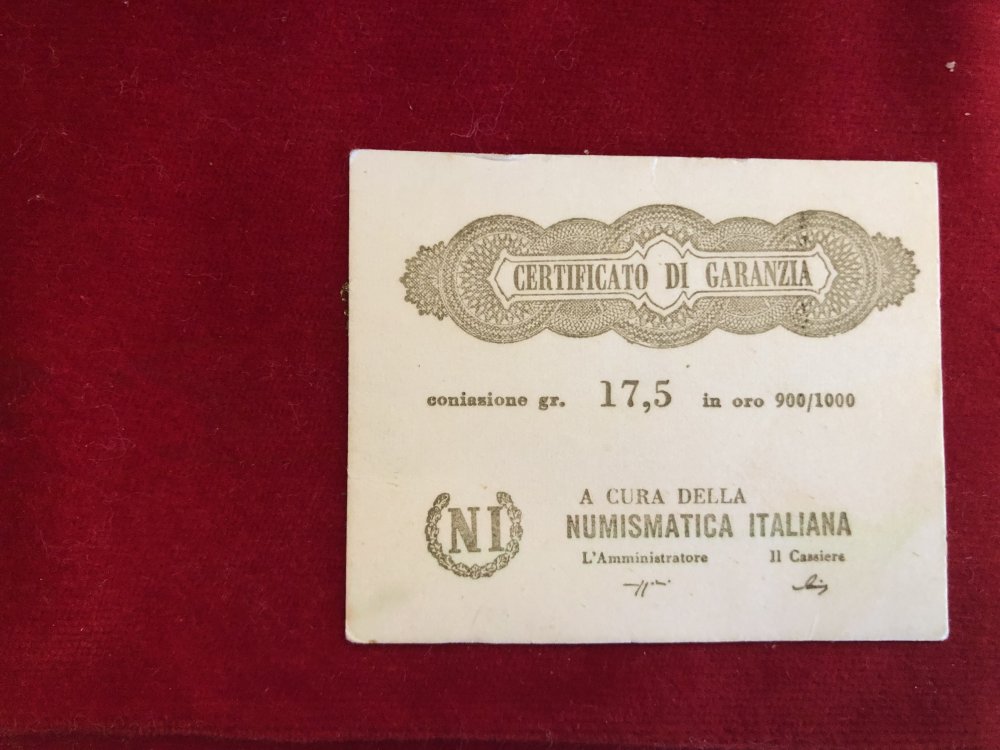 CERTIFICATO DI GARANZIA
coniazione gr. 17,5 in oro 900/1000
NI
A CURA DELLA
NUMISMATICA ITALIANA
L'Amministratore Il Cassiere